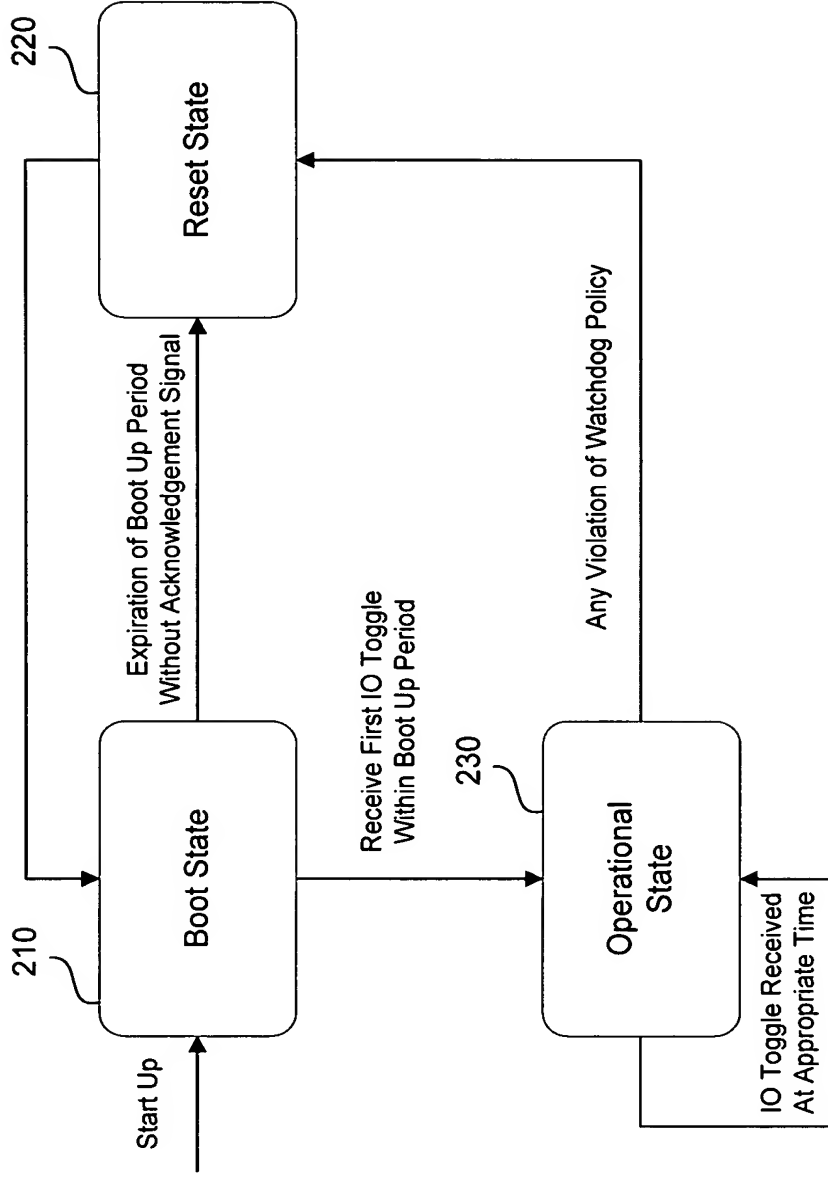 Start Up
210
Boot State
Expiration of Boot Up Period
Without Acknowledgement Signal
220
Reset State
Receive First IO Toggle
Within Boot Up Period
230
Operational
State
Any Violation of Watchdog Policy
IO Toggle Received
At Appropriate Time